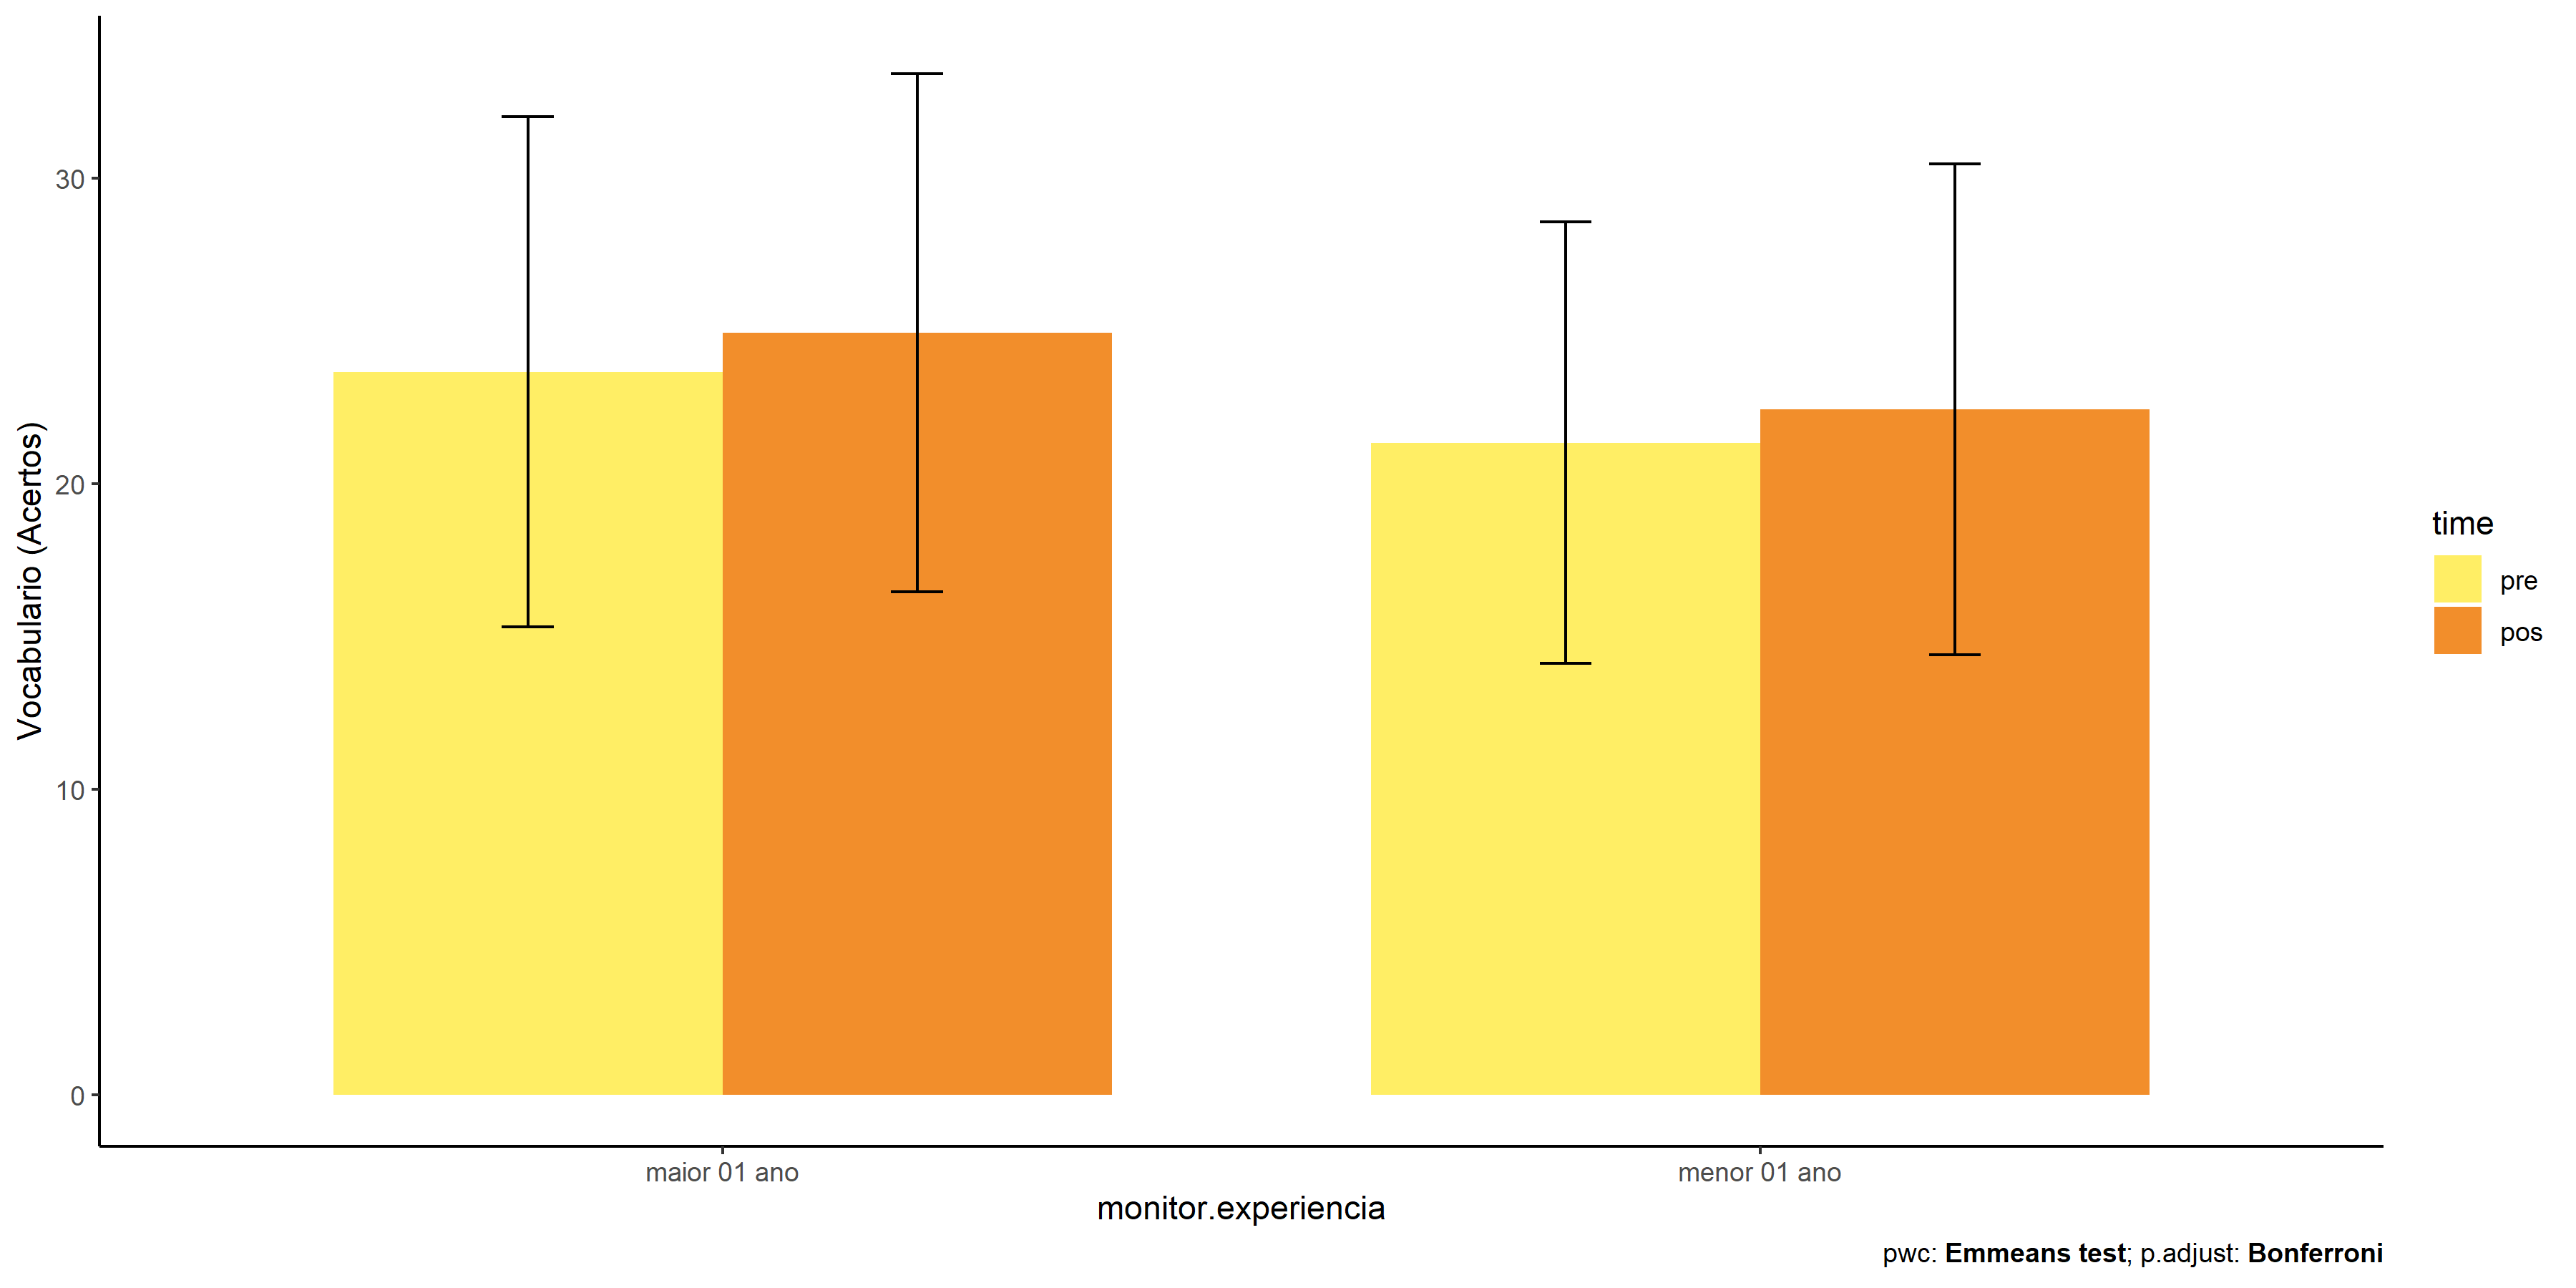 Vocabulario (Acertos)
30
20
10
0
maior 01 ano
menor 01 ano
monitor.experiencia
time
pre
pos
pwc: Emmeans test; p.adjust: Bonferroni